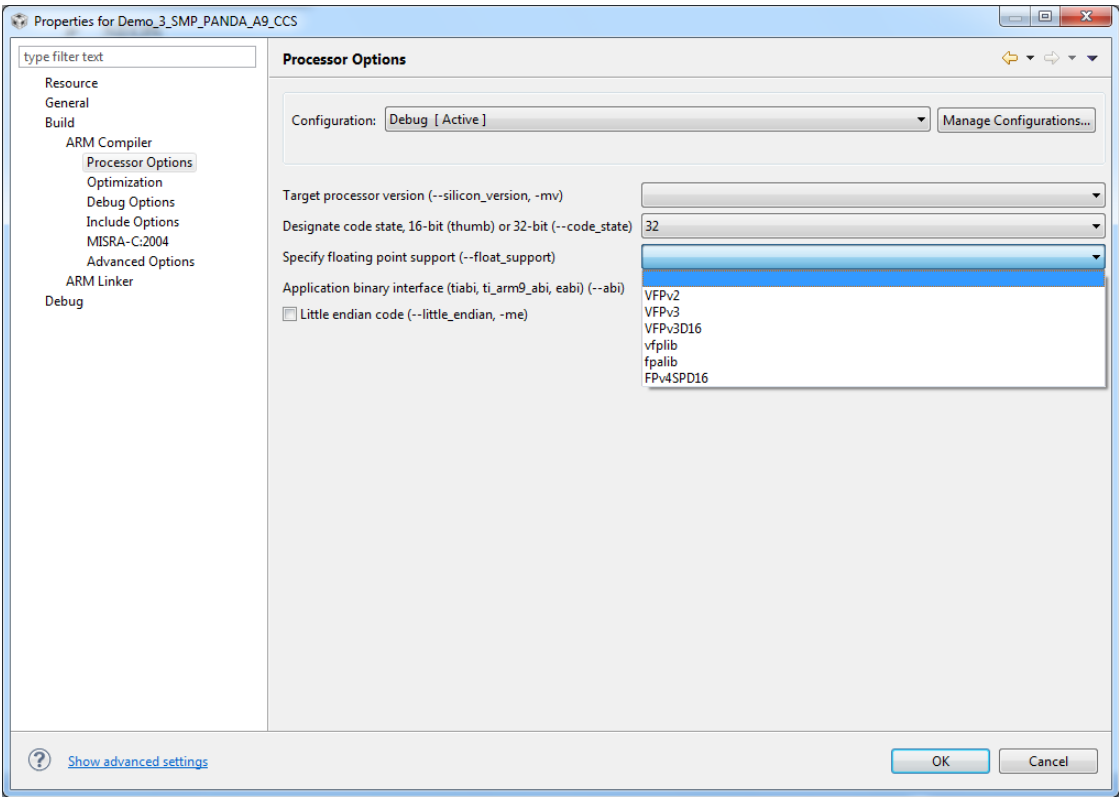 Properties for Demo_3_SMP_PANDA_A9_CCS
type filter text
Resource
General
Build
ARM Compiler
Processor Options
Optimization
Debug Options
Include Options
MISRA-C:2004
Advanced Options
ARM Linker
Debug
Processor Options
Configuration: Debug [ Active ] Manage Configurations...
Target processor version (--silicon_version, -mv)
Designate code state, 16-bit (thumb) or 32-bit (--code_state) 32
Specify floating point support (--float_support)
Application binary interface (tiabi, ti_arm9_abi, eabi) (--abi)
Little endian code (--little_endian, -me)
VFPv2
VFPv3
VFPv3D16
vfplib
fpalib
FPv4SPD16
Show advanced settings
OK Cancel